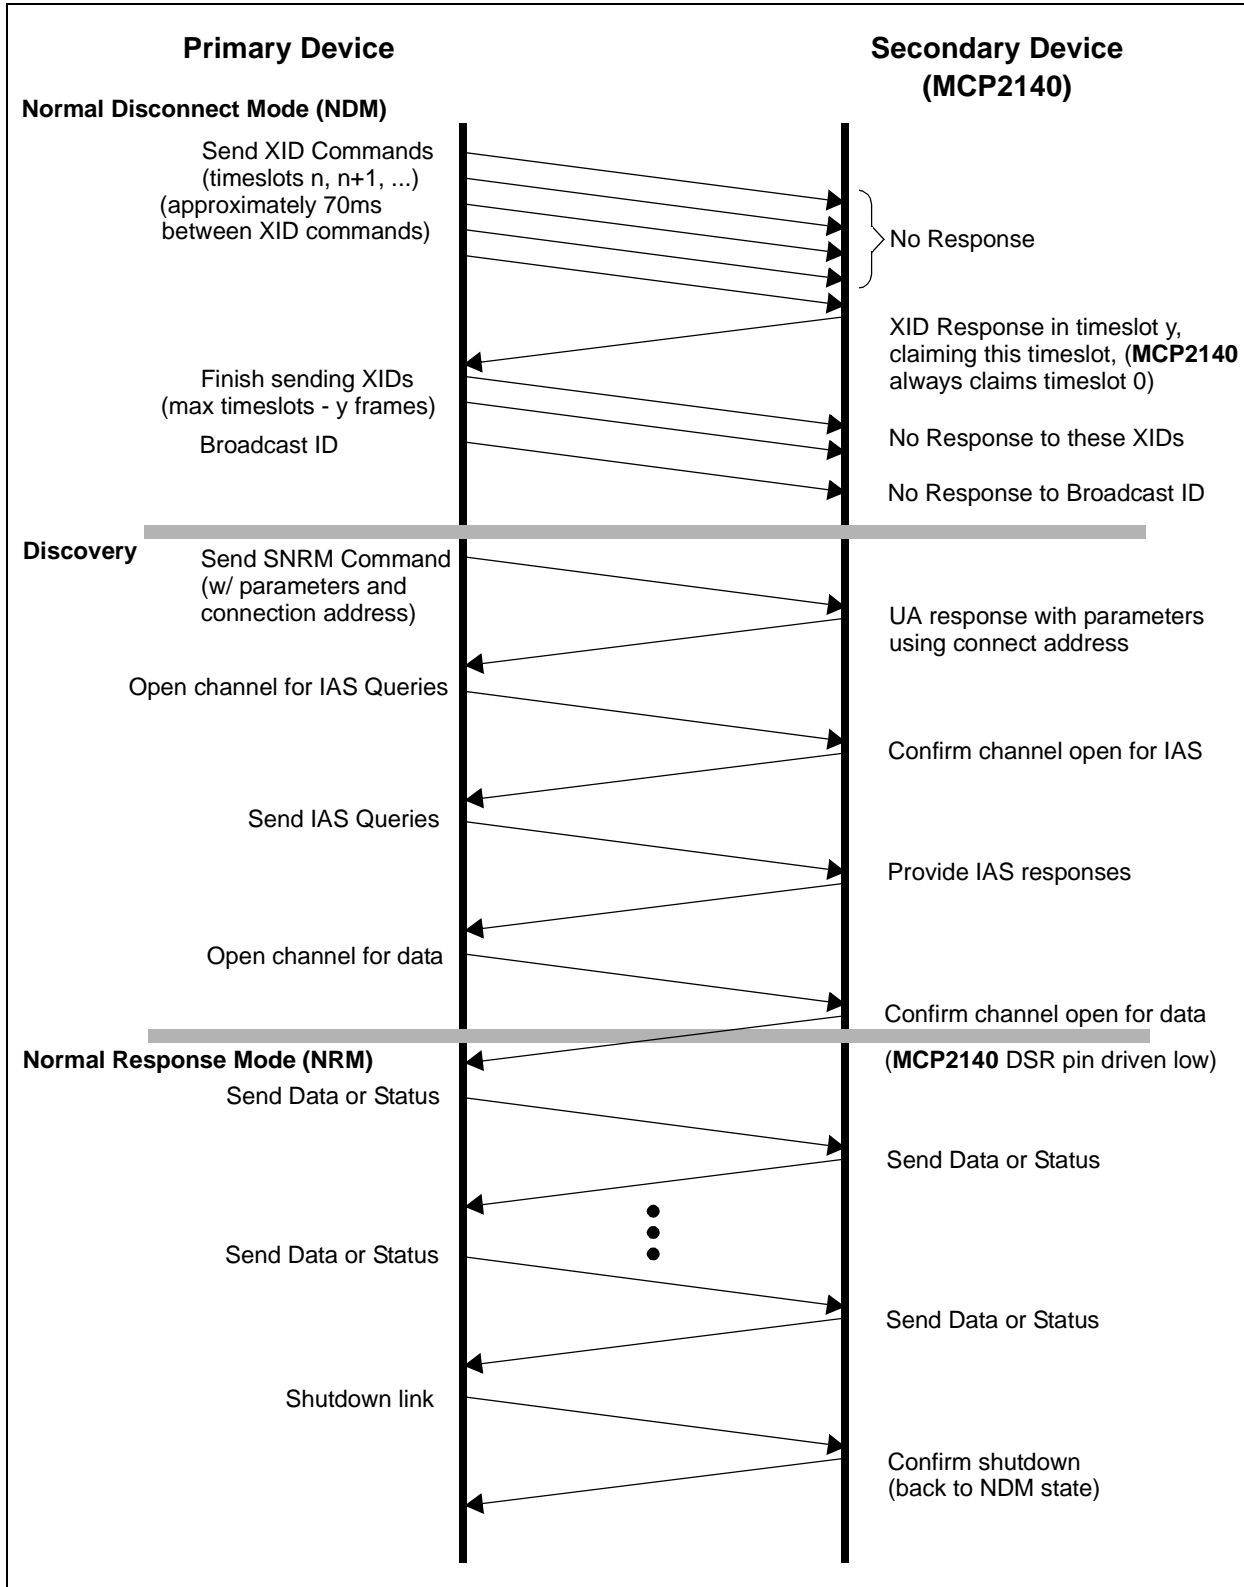 Primary Device
Secondary Device
(MCP2140)
Normal Disconnect Mode (NDM)
Send XID Commands
(timeslots n, n+1, ...)
(approximately 70ms
between XID commands)
No Response
XID Response in timeslot y,
claiming this timeslot, (MCP2140
always claims timeslot 0)
Finish sending XIDs
(max timeslots - y frames)
No Response to these XIDs
Broadcast ID
No Response to Broadcast ID
Discovery
Send SNRM Command
(w/ parameters and
connection address)
UA response with parameters
using connect address
Open channel for IAS Queries
Confirm channel open for IAS
Send IAS Queries
Provide IAS responses
Open channel for data
Confirm channel open for data
Normal Response Mode (NRM)
(MCP2140 DSR pin driven low)
Send Data or Status
Send Data or Status
Send Data or Status
Send Data or Status
Shutdown link
Confirm shutdown
(back to NDM state)